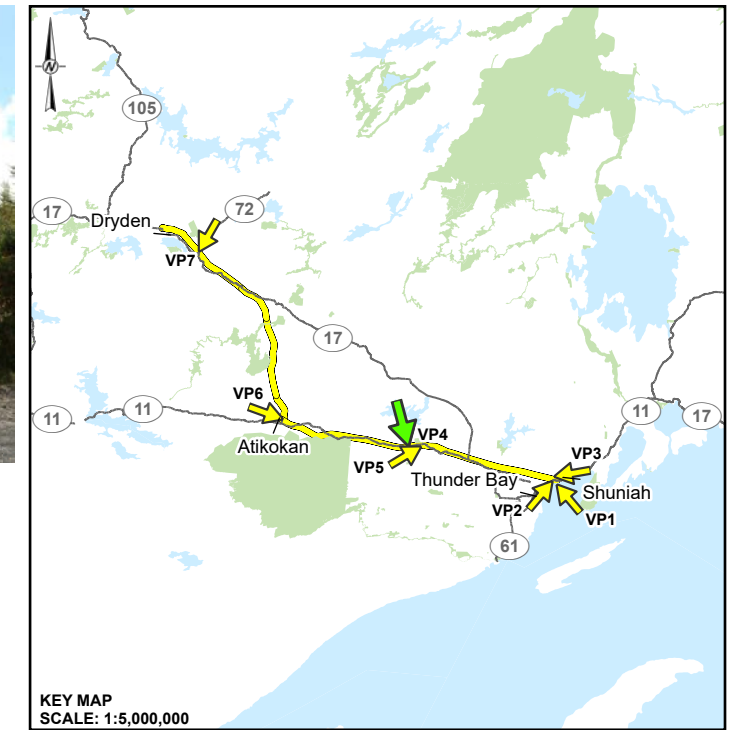 N
105
17
Dryden
72
VP7
17
VP6
11
11
11
17
Atikokan
VP4
VP5
VP3
Thunder Bay
Shuniah
VP2
VP1
61
KEY MAP
SCALE: 1:5,000,000